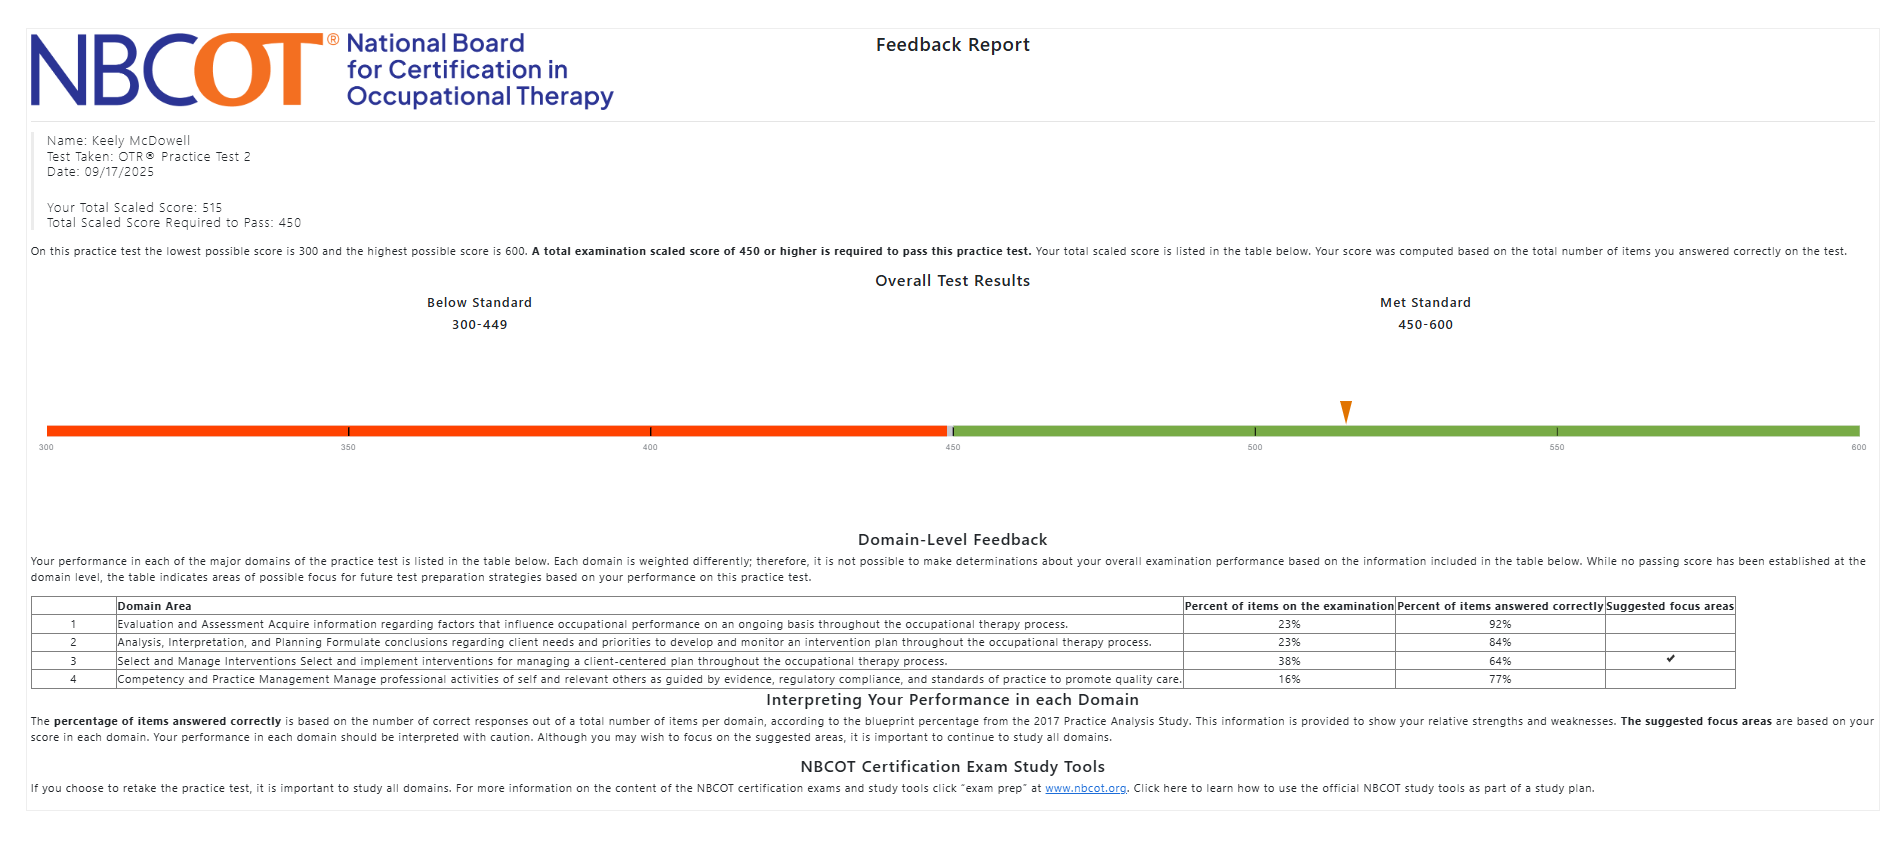 NBCOT® National Board
for Certification in
Occupational Therapy
Feedback Report
Name: Keely McDowell
Test Taken: OTR® Practice Test 2
Date: 09/17/2025
Your Total Scaled Score: 515
Total Scaled Score Required to Pass: 450
On this practice test the lowest possible score is 300 and the highest possible score is 600. A total examination scaled score of 450 or higher is required to pass this practice test. Your total scaled score is listed in the table below. Your score was computed based on the total number of items you answered correctly on the test.
Overall Test Results
Below Standard Met Standard
300-449 450-600
300 350 400 450 500 550 600
Domain-Level Feedback
Your performance in each of the major domains of the practice test is listed in the table below. Each domain is weighted differently; therefore, it is not possible to make determinations about your overall examination performance based on the information included in the table below. While no passing score has been established at the
domain level, the table indicates areas of possible focus for future test preparation strategies based on your performance on this practice test.
Domain Area Percent of items on the examination Percent of items answered correctly Suggested focus areas
1 Evaluation and Assessment Acquire information regarding factors that influence occupational performance on an ongoing basis throughout the occupational therapy process. 23% 92%
2 Analysis, Interpretation, and Planning Formulate conclusions regarding client needs and priorities to develop and monitor an intervention plan throughout the occupational therapy process. 23% 84%
3 Select and Manage Interventions Select and implement interventions for managing a client-centered plan throughout the occupational therapy process. 38% 64% ✔
4 Competency and Practice Management Manage professional activities of self and relevant others as guided by evidence, regulatory compliance, and standards of practice to promote quality care. 16% 77%
Interpreting Your Performance in each Domain
The percentage of items answered correctly is based on the number of correct responses out of a total number of items per domain, according to the blueprint percentage from the 2017 Practice Analysis Study. This information is provided to show your relative strengths and weaknesses. The suggested focus areas are based on your
score in each domain. Your performance in each domain should be interpreted with caution. Although you may wish to focus on the suggested areas, it is important to continue to study all domains.
NBCOT Certification Exam Study Tools
If you choose to retake the practice test, it is important to study all domains. For more information on the content of the NBCOT certification exams and study tools click "exam prep" at www.nbcot.org. Click here to learn how to use the official NBCOT study tools as part of a study plan.